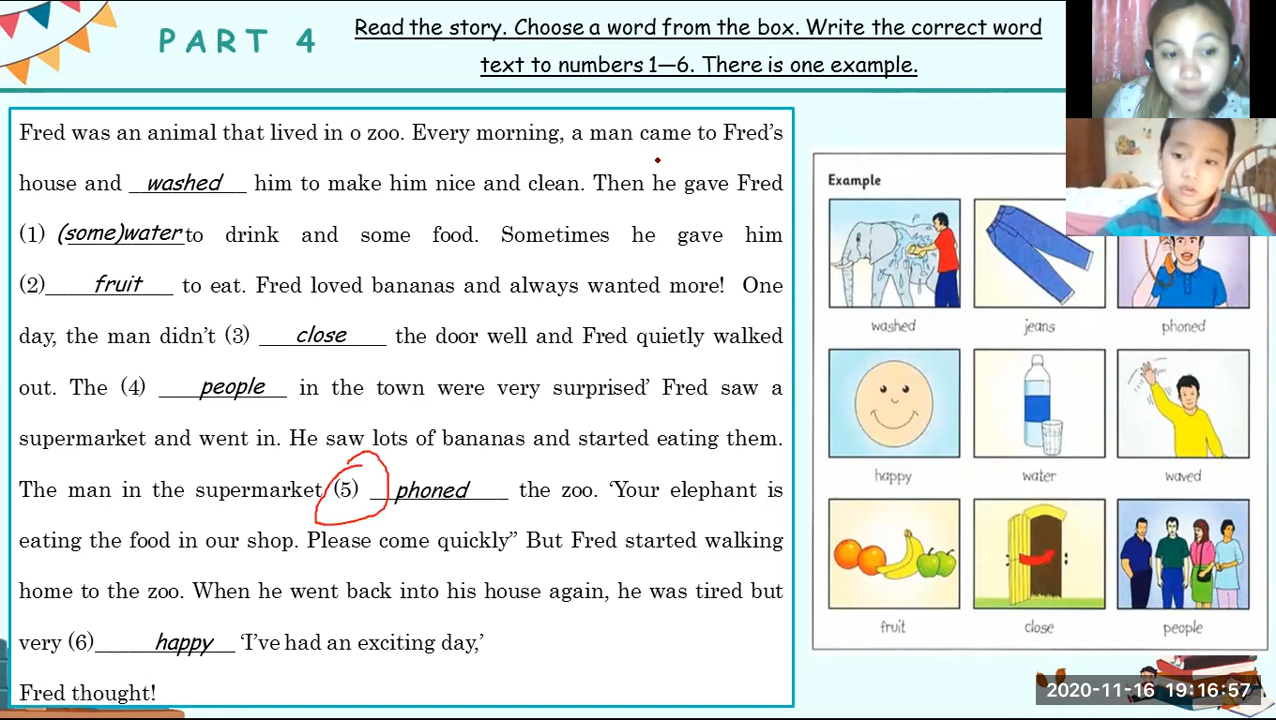 PART 4
Read the story. Choose a word from the box. Write the correct word
text to numbers 1—6. There is one example.
Fred was an animal that lived in o zoo. Every morning, a man came to Fred's
house and washed him to make him nice and clean. Then he gave Fred
(1) (some)water to drink and some food. Sometimes he gave him
(2) fruit to eat. Fred loved bananas and always wanted more! One
day, the man didn't (3) close the door well and Fred quietly walked
out. The (4) people in the town were very surprised' Fred saw a
supermarket and went in. He saw lots of bananas and started eating them.
The man in the supermarket (5) phoned the zoo. 'Your elephant is
eating the food in our shop. Please come quickly” But Fred started walking
home to the zoo. When he went back into his house again, he was tired but
very (6) happy 'I've had an exciting day,'
Fred thought!
Example
washed jeans phoned
happy water waved
fruit close people
2020-11-16 19:16:57